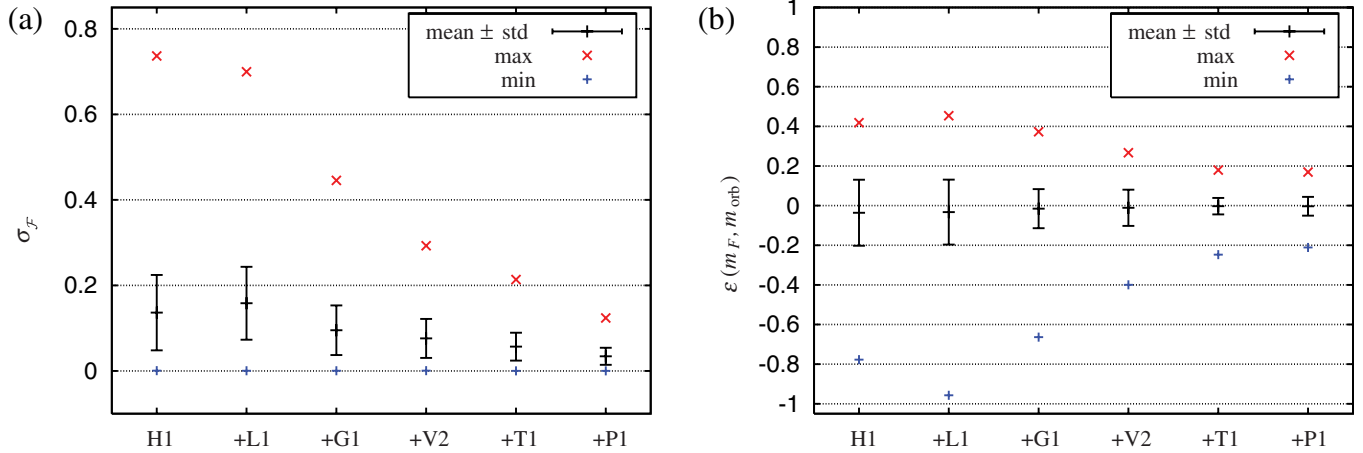 (a)
0.8
0.6
0.4
0.2
0
σ_ℱ
mean ± std
max
min
H1 +L1 +G1 +V2 +T1 +P1
(b)
1
0.8
0.6
0.4
0.2
0
-0.2
-0.4
-0.6
-0.8
-1
ε (m_F, m_orb)
mean ± std
max
min
H1 +L1 +G1 +V2 +T1 +P1